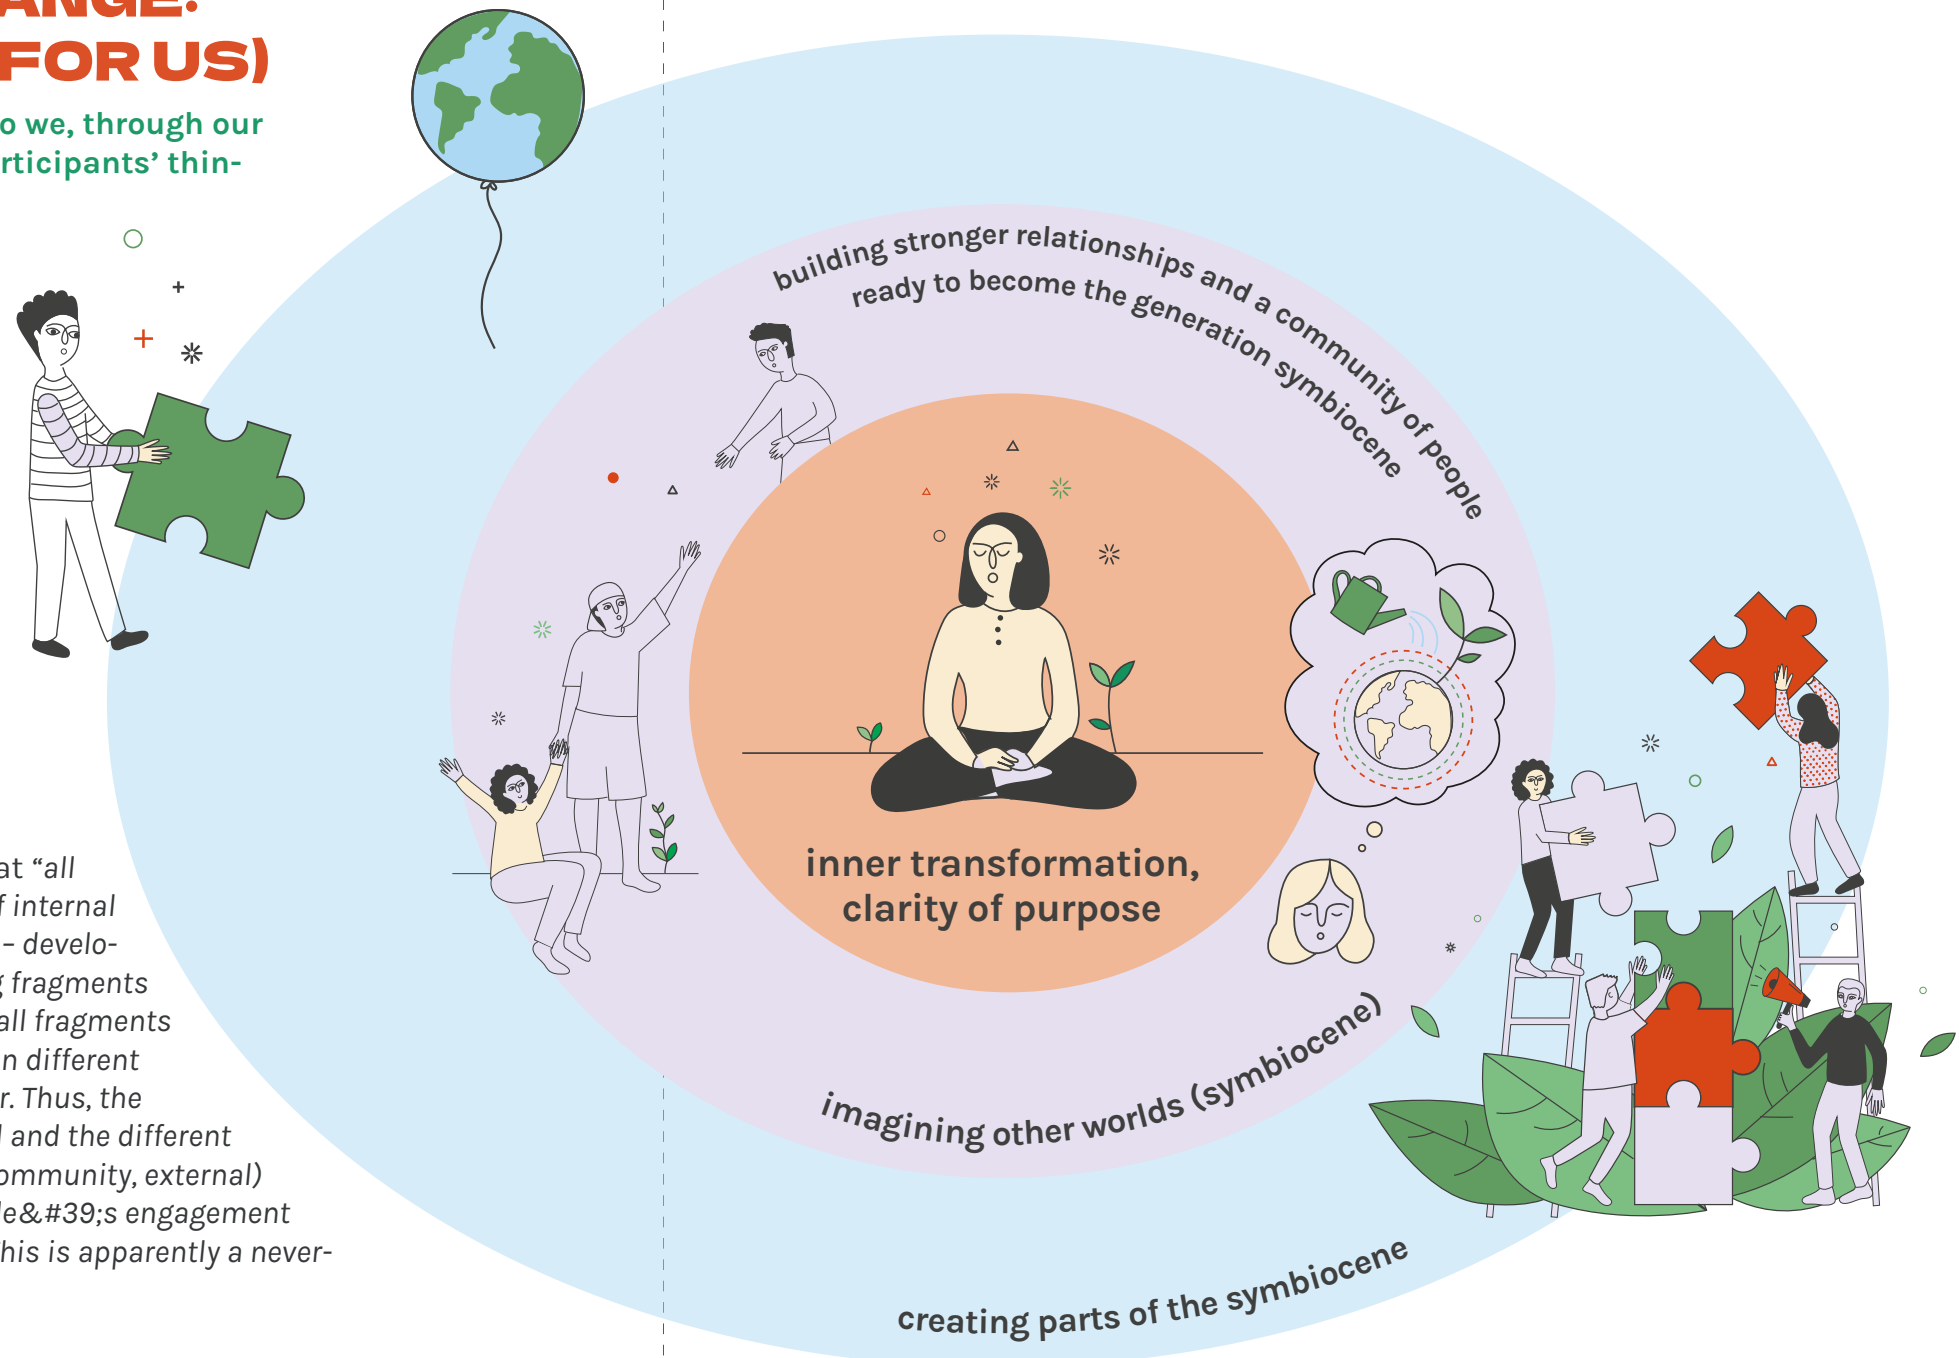 ANGE:
FOR US)
o we, through our
rticipants’ thin-
building stronger relationships and a community of people
ready to become the generation symbiocene
inner transformation,
clarity of purpose
imagining other worlds (symbiocene)
creating parts of the symbiocene
at “all
f internal
– develo-
g fragments
all fragments
n different
r. Thus, the
l and the different
ommunity, external)
le&#39;s engagement
This is apparently a never-